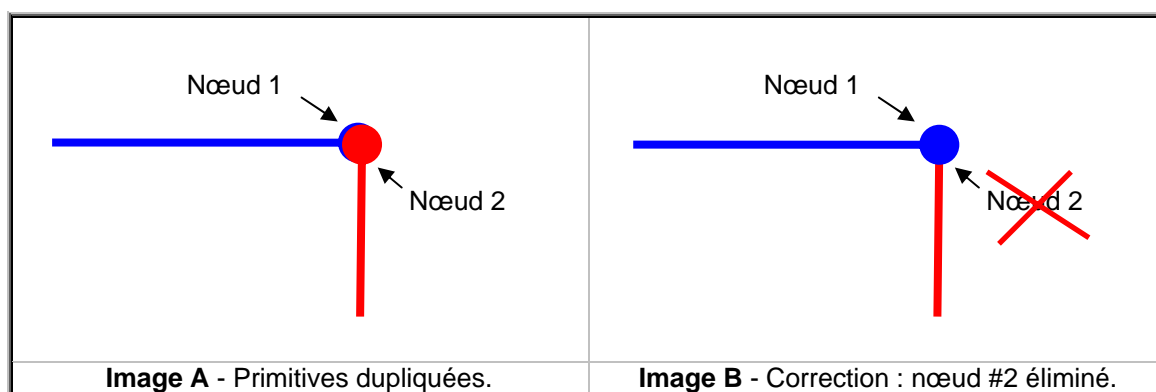 Nœud 1
Nœud 2
Image A - Primitives dupliquées.
Nœud 1
Nœud 2
Image B - Correction : nœud #2 éliminé.